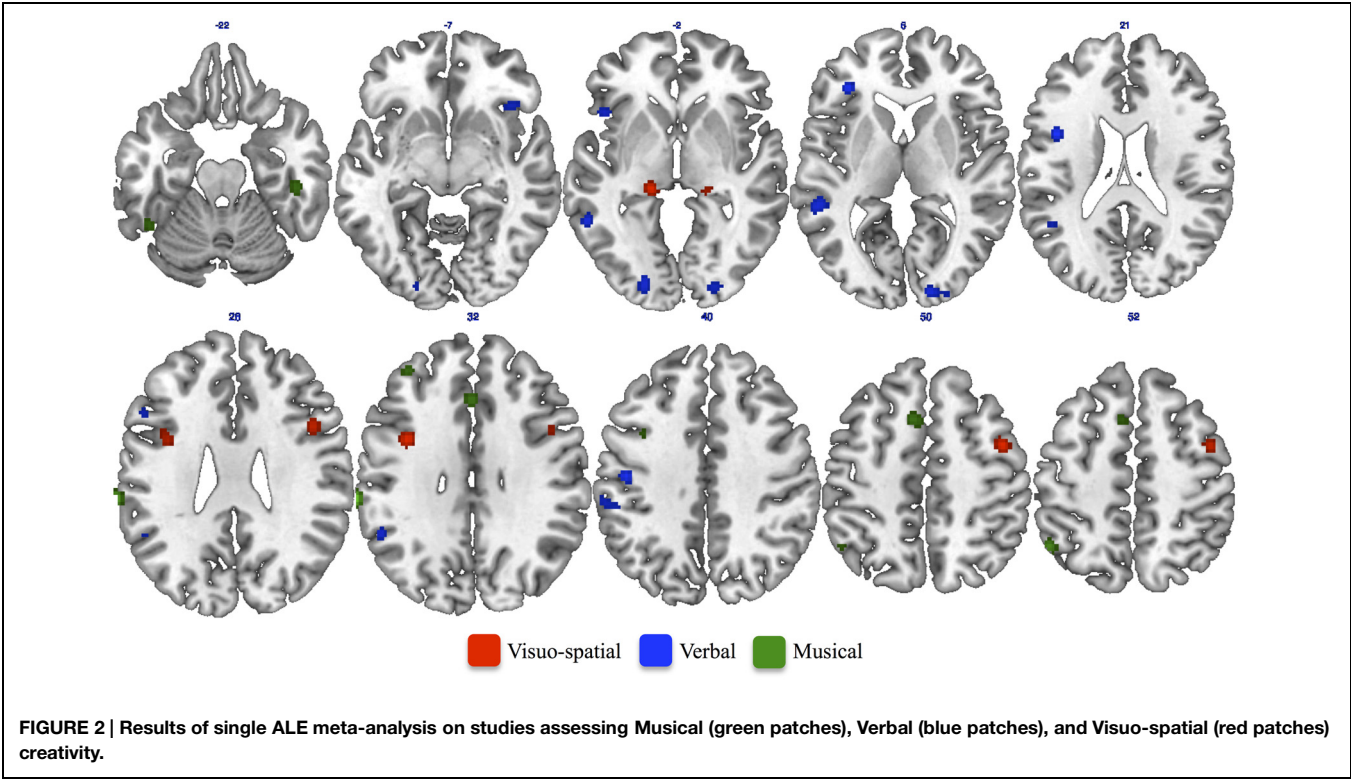 -22 -7 -2 6 21
28 32 40 50 52
Visuo-spatial Verbal Musical
FIGURE 2 | Results of single ALE meta-analysis on studies assessing Musical (green patches), Verbal (blue patches), and Visuo-spatial (red patches)
creativity.